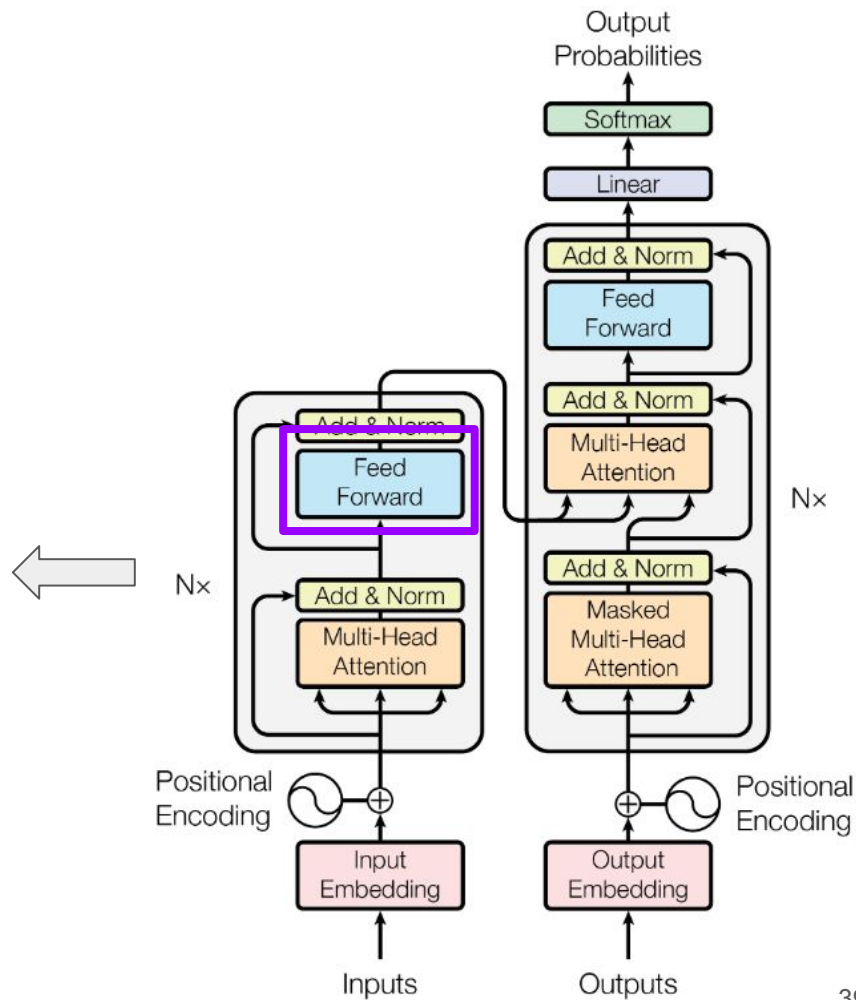 Output
Probabilities
Softmax
Linear
Add & Norm
Feed
Forward
Add & Norm
Multi-Head
Attention
Add & Norm
Masked
Multi-Head
Attention
Nx
Add & Norm
Feed
Forward
Add & Norm
Multi-Head
Attention
Nx
Positional
Encoding
Positional
Encoding
Input
Embedding
Output
Embedding
Inputs
Outputs